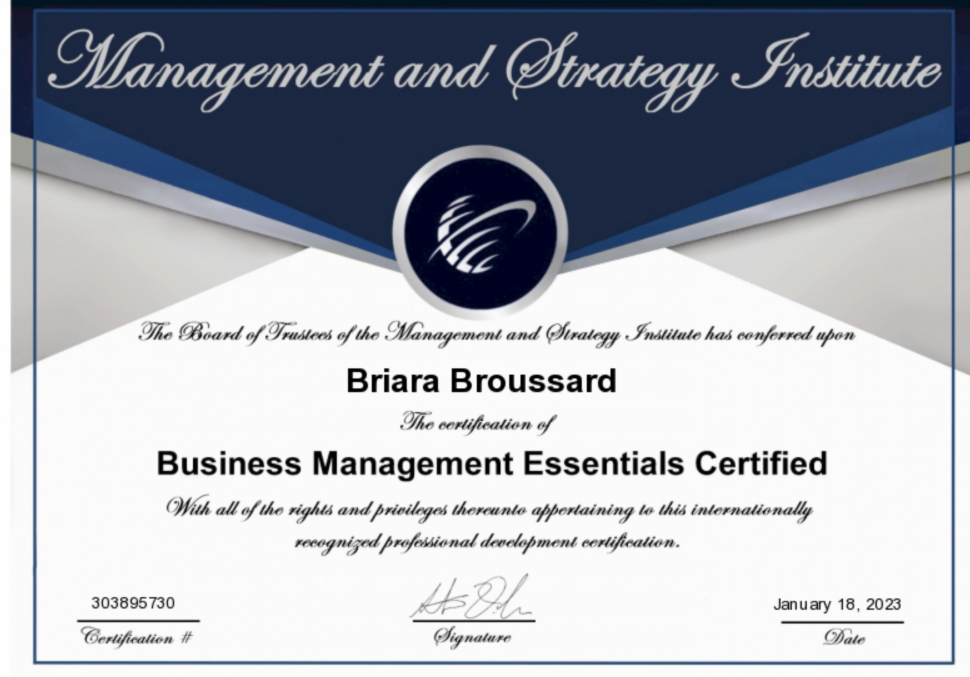 Management and Strategy Institute
The Board of Trustees of the Management and Strategy Institute has conferred upon
Briara Broussard
The certification of
Business Management Essentials Certified
With all of the rights and privileges thereunto appertaining to this internationally
recognized professional development certification.
303895730
Certification #
Signature
January 18, 2023
Date